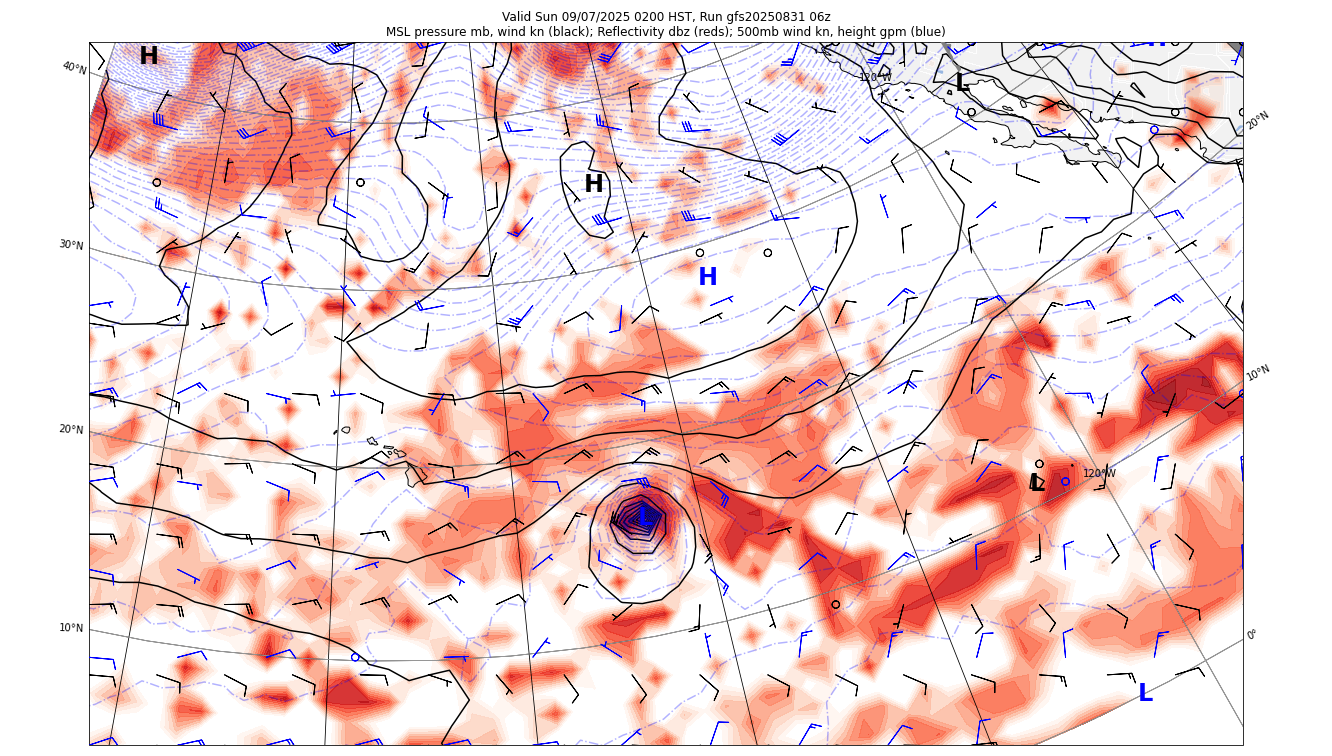 Valid Sun 09/07/2025 0200 HST, Run gfs20250831 06z
MSL pressure mb, wind kn (black); Reflectivity dbz (reds); 500mb wind kn, height gpm (blue)
H
H
40°N
120°W
L
20°N
H
30°N
H
10°N
20°N
120°W
L
L
10°N
0°
L